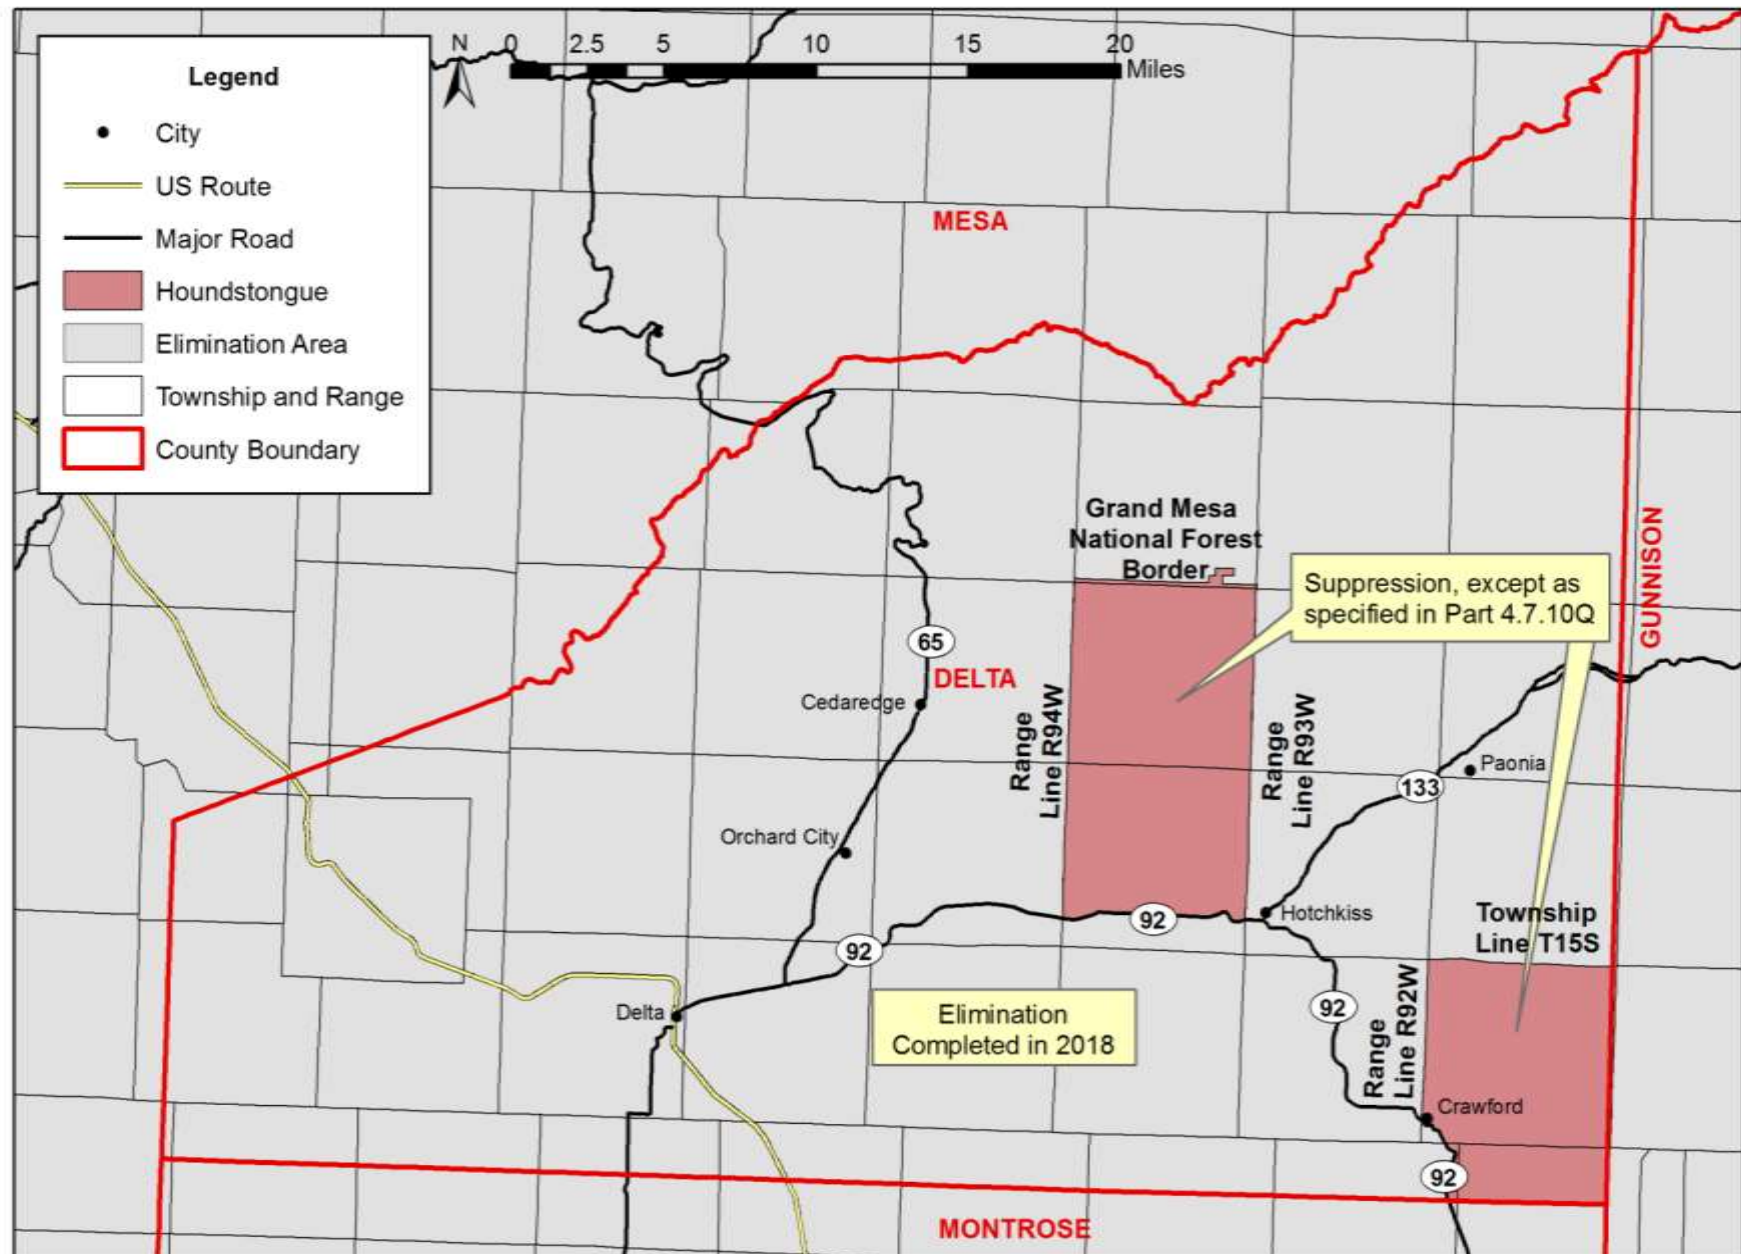 Legend
City
US Route
Major Road
Houndstongue
Elimination Area
Township and Range
County Boundary
N
0 2.5 5 10 15 20
Miles
MESA
Grand Mesa
National Forest
Border
Suppression, except as
specified in Part 4.7.10Q
GUNNISON
65
DELTA
Cedaredge
Range
Line R94W
Range
Line R93W
Paonia
133
Orchard City
Hotchkiss
92
92
Township
Line T15S
Delta
Elimination
Completed in 2018
92
Range
Line R92W
Crawford
92
MONTROSE